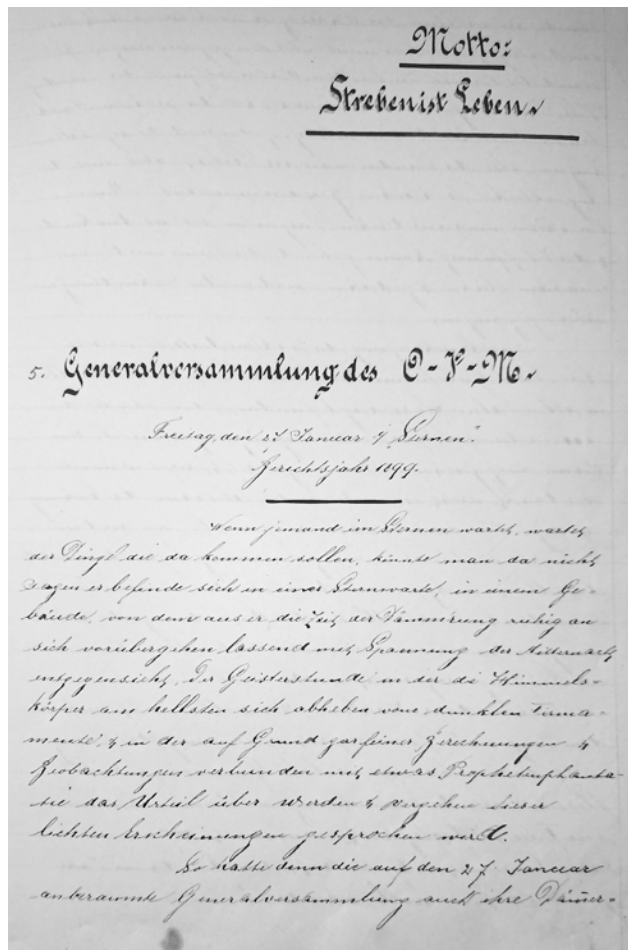 Motto:
Streben ist Leben.
5. Generalversammlung des O-V-M.
Freitag, den 27 Januar i/ "Sternen".
Berichtsjahr 1899.
Wenn jemand im Sternen wartet, wartet
der Dinge die da kommen sollen, könnte man da nicht
sagen er befinde sich in einer Sternwarte, in einem Ge-
bäude, von dem aus er die Zeit der Dämmerung ruhig an
sich vorübergehen lassend mit Spannung der Mitternacht
entgegensieht, der Geisterstunde in der die Himmels-
körper am hellsten sich abheben vom dunklen Firma-
mente, & in der auf Grund gar feiner Berechnungen &
Beobachtungen verbunden mit etwas Prophetenphanta-
sie das Urteil über werden & vergehen dieser
lichten Erscheinungen gesprochen wird.
So hatte denn die auf den 27. Januar
anberaumte Generalversammlung auch ihre Dämer-